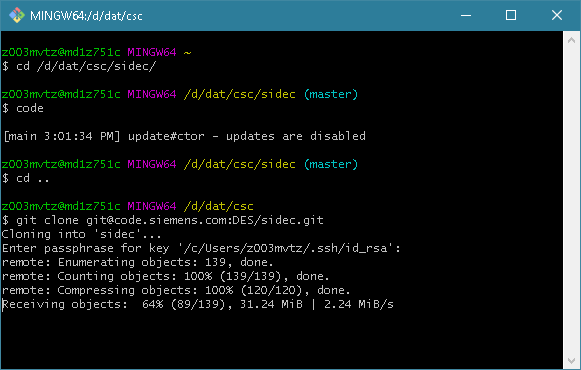 MINGW64:/d/dat/csc
z003mvtz@md1z751c MINGW64 ~
$ cd /d/dat/csc/sidec/
z003mvtz@md1z751c MINGW64 /d/dat/csc/sidec (master)
$ code
[main 3:01:34 PM] update#ctor - updates are disabled
z003mvtz@md1z751c MINGW64 /d/dat/csc/sidec (master)
$ cd ..
z003mvtz@md1z751c MINGW64 /d/dat/csc
$ git clone git@code.siemens.com:DES/sidec.git
Cloning into 'sidec'...
Enter passphrase for key '/c/Users/z003mvtz/.ssh/id_rsa':
remote: Enumerating objects: 139, done.
remote: Counting objects: 100% (139/139), done.
remote: Compressing objects: 100% (120/120), done.
Receiving objects:  64% (89/139), 31.24 MiB | 2.24 MiB/s